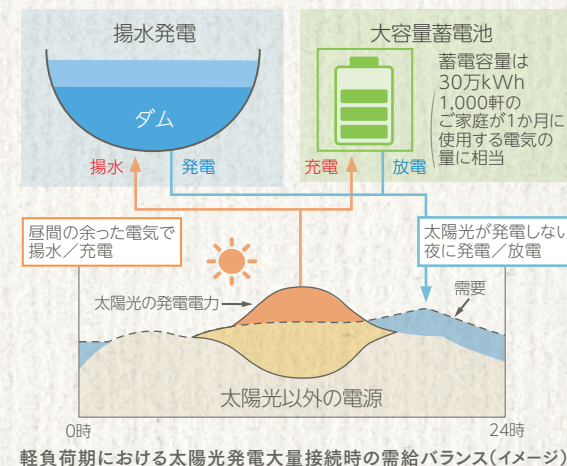 揚水発電
ダム
揚水
発電
大容量蓄電池
蓄電容量は
30万kWh
1,000軒の
ご家庭が1か月に
使用する電気の
量に相当
充電
放電
昼間の余った電気で
揚水／充電
太陽光が発電しない
夜に発電／放電
太陽光の発電電力
需要
太陽光以外の電源
0時
24時
軽負荷期における太陽光発電大量接続時の需給バランス(イメージ)